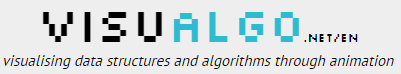 VISUALGO.NET/EN
visualising data structures and algorithms through animation